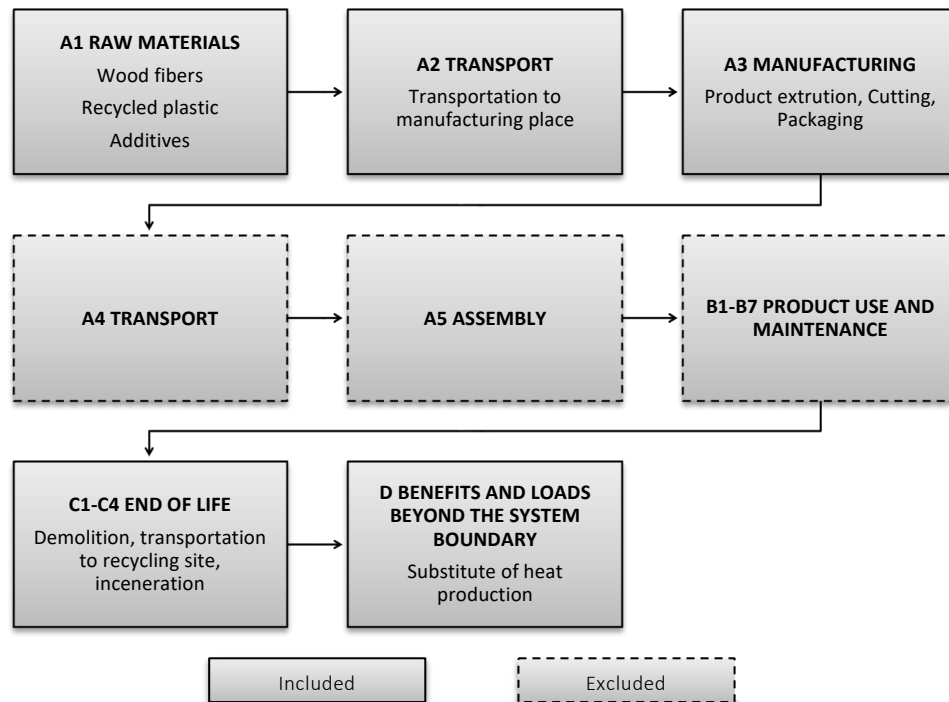 A1 RAW MATERIALS
Wood fibers
Recycled plastic
Additives
A2 TRANSPORT
Transportation to
manufacturing place
A3 MANUFACTURING
Product extrution, Cutting,
Packaging
A4 TRANSPORT
A5 ASSEMBLY
B1-B7 PRODUCT USE AND
MAINTENANCE
C1-C4 END OF LIFE
Demolition, transportation
to recycling site,
inceneration
D BENEFITS AND LOADS
BEYOND THE SYSTEM
BOUNDARY
Substitute of heat
production
Included
Excluded